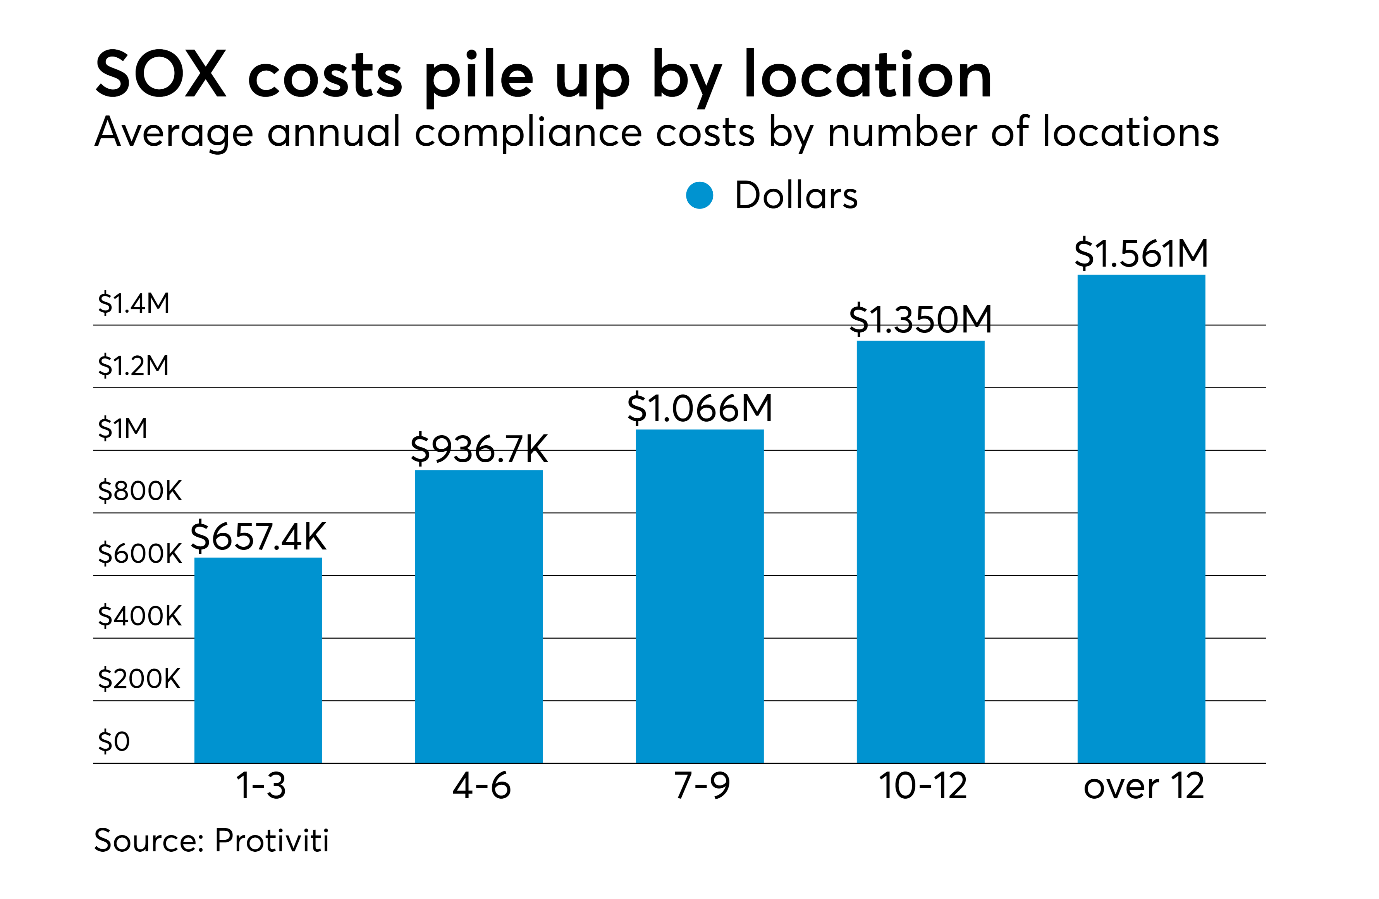 SOX costs pile up by location
Average annual compliance costs by number of locations
Dollars
$1.561M
$1.4M
$1.350M
$1.2M
$1.066M
$1M
$936.7K
$800K
$657.4K
$600K
$400K
$200K
$0
1-3 4-6 7-9 10-12 over 12
Source: Protiviti